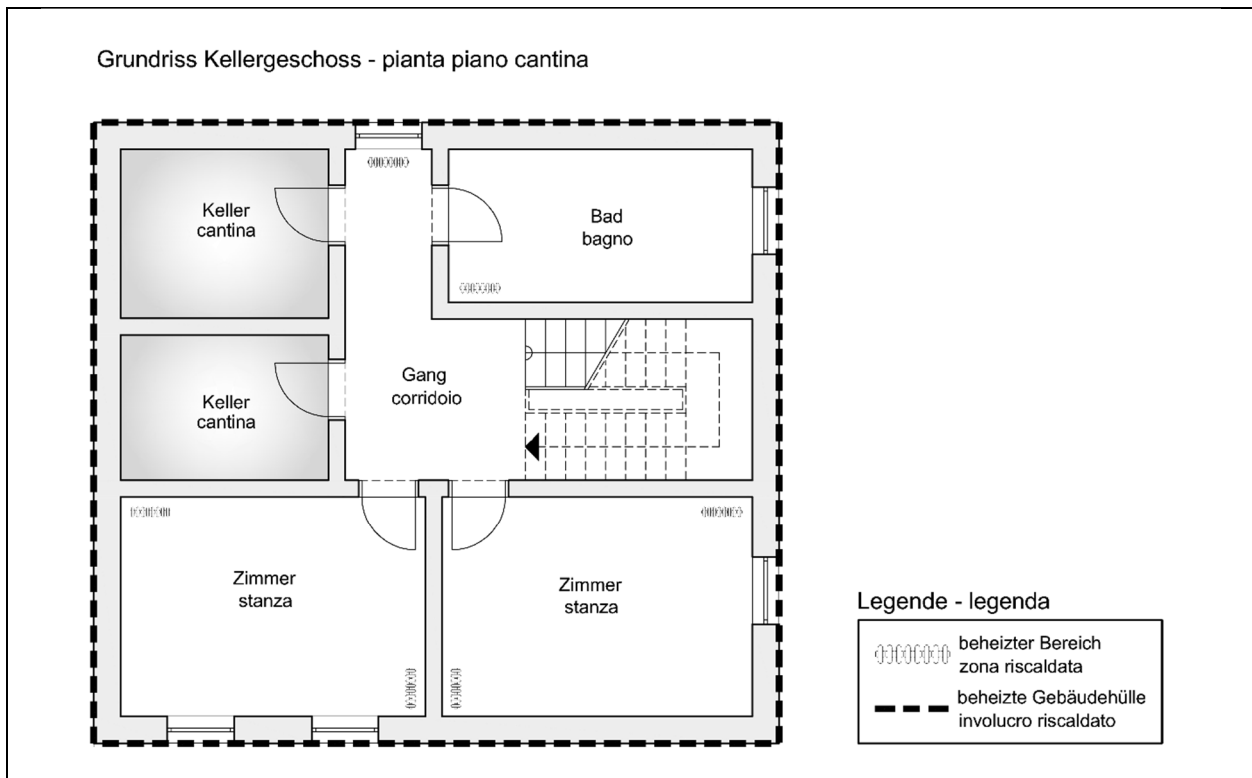 Grundriss Kellergeschoss - pianta piano cantina
Keller
cantina
Bad
bagno
Keller
cantina
Gang
corridoio
Zimmer
stanza
Zimmer
stanza
Legende - legenda
beheizter Bereich
zona riscaldata
beheizte Gebäudehülle
involucro riscaldato